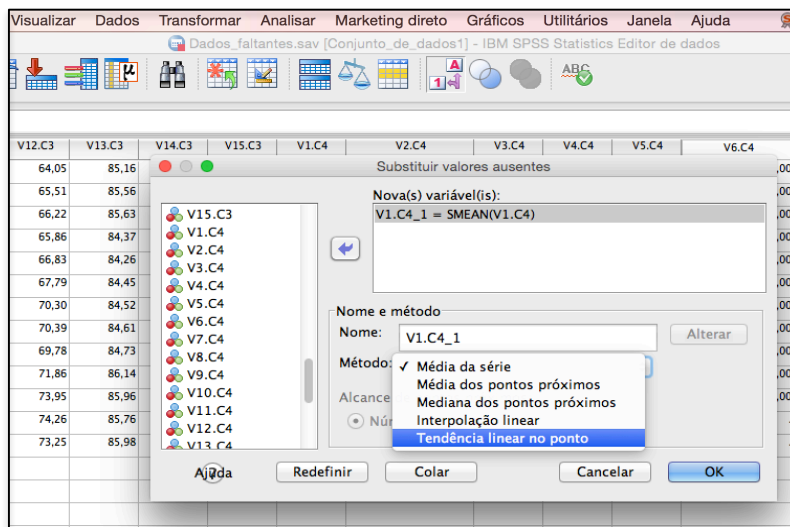 Visualizar Dados Transformar Analisar Marketing direto Gráficos Utilitários Janela Ajuda
Dados_faltantes.sav [Conjunto_de_dados1] - IBM SPSS Statistics Editor de dados
μ A 1 ABC
V12.C3 V13.C3 V14.C3 V15.C3 V1.C4 V2.C4 V3.C4 V4.C4 V5.C4 V6.C4
64,05 85,16
65,51 85,56
66,22 85,63
65,86 84,37
66,83 84,26
67,79 84,45
70,30 84,52
70,39 84,61
69,78 84,73
71,86 86,14
73,95 85,96
74,26 85,76
73,25 85,98
Substituir valores ausentes
V15.C3
V1.C4
V2.C4
V3.C4
V4.C4
V5.C4
V6.C4
V7.C4
V8.C4
V9.C4
V10.C4
V11.C4
V12.C4
V13.C4
Nova(s) variável(is):
V1.C4_1 = SMEAN(V1.C4)
Nome e método
Nome: V1.C4_1 Alterar
Método: ✓ Média da série
Média dos pontos próximos
Mediana dos pontos próximos
Interpolação linear
Tendência linear no ponto
Alcance
Núr
Ajuda Redefinir Colar Cancelar OK